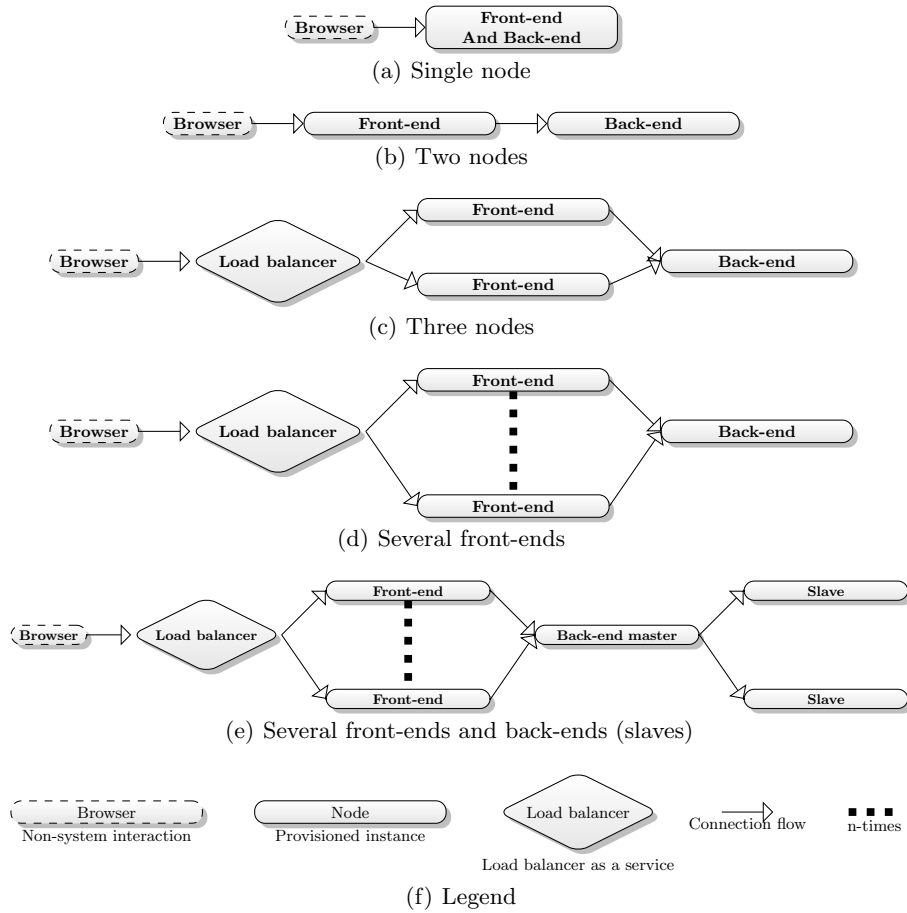 Browser
Front-end
And Back-end
(a) Single node
Browser
Front-end
Back-end
(b) Two nodes
Front-end
Browser
Load balancer
Back-end
Front-end
(c) Three nodes
Front-end
Browser
Load balancer
Back-end
Front-end
(d) Several front-ends
Front-end
Slave
Browser
Load balancer
Back-end master
Front-end
Slave
(e) Several front-ends and back-ends (slaves)
Browser
Non-system interaction
Node
Provisioned instance
Load balancer
Load balancer as a service
Connection flow
n-times
(f) Legend